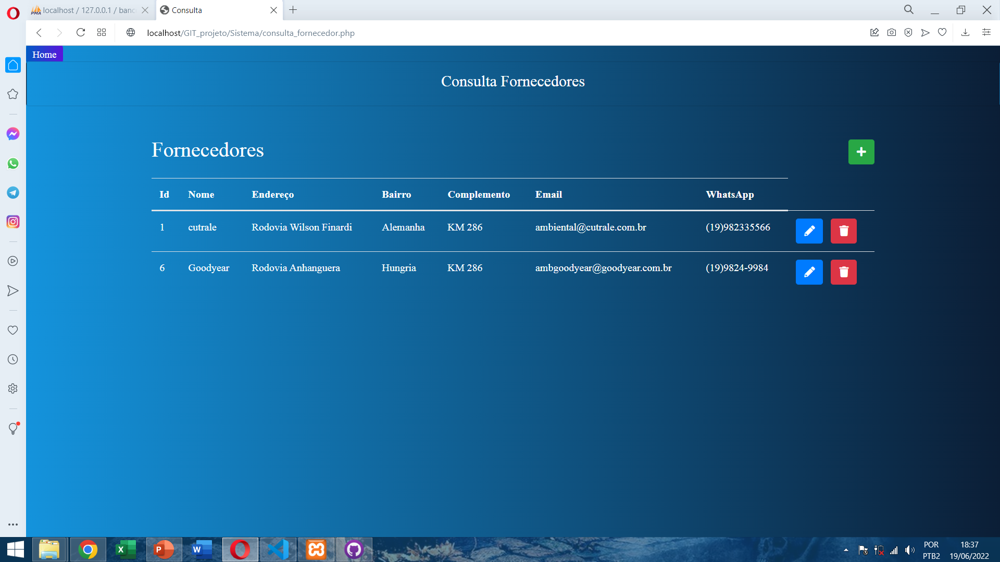 localhost / 127.0.0.1 / banc
Consulta
localhost/GIT_projeto/Sistema/consulta_fornecedor.php
Home
Consulta Fornecedores
Fornecedores
Id Nome Endereço Bairro Complemento Email WhatsApp
1 cutrale Rodovia Wilson Finardi Alemanha KM 286 ambiental@cutrale.com.br (19)982335566
6 Goodyear Rodovia Anhanguera Hungria KM 286 ambgoodyear@goodyear.com.br (19)9824-9984
POR 18:37
PTB2 19/06/2022